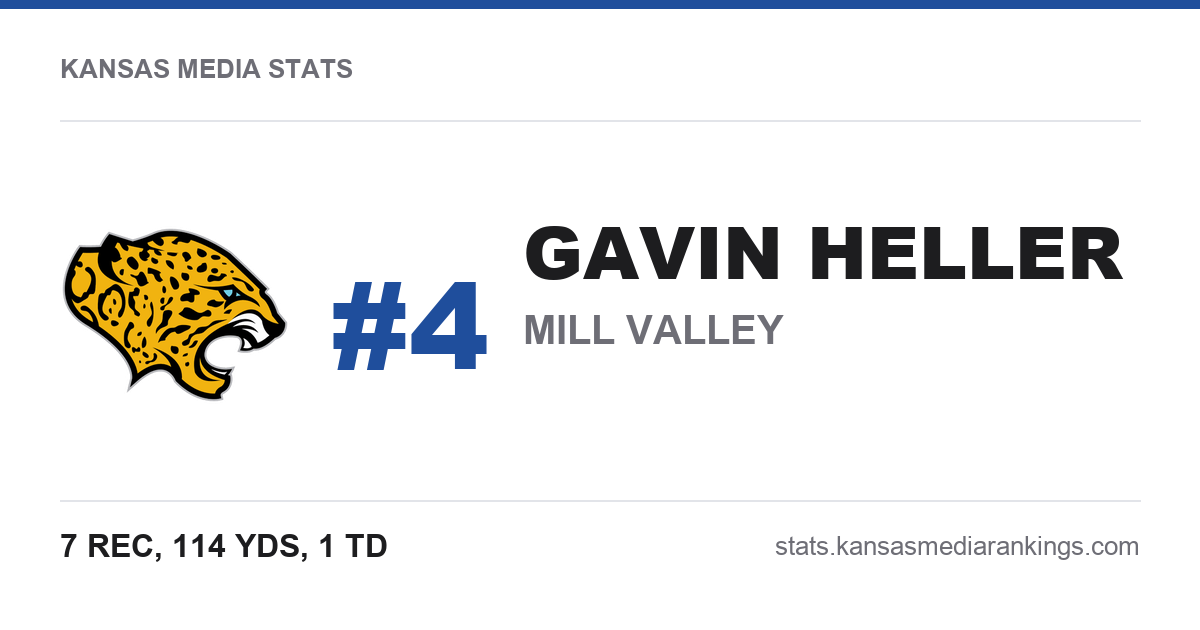 KANSAS MEDIA STATS
#4
GAVIN HELLER
MILL VALLEY
7 REC, 114 YDS, 1 TD
stats.kansasmediarankings.com